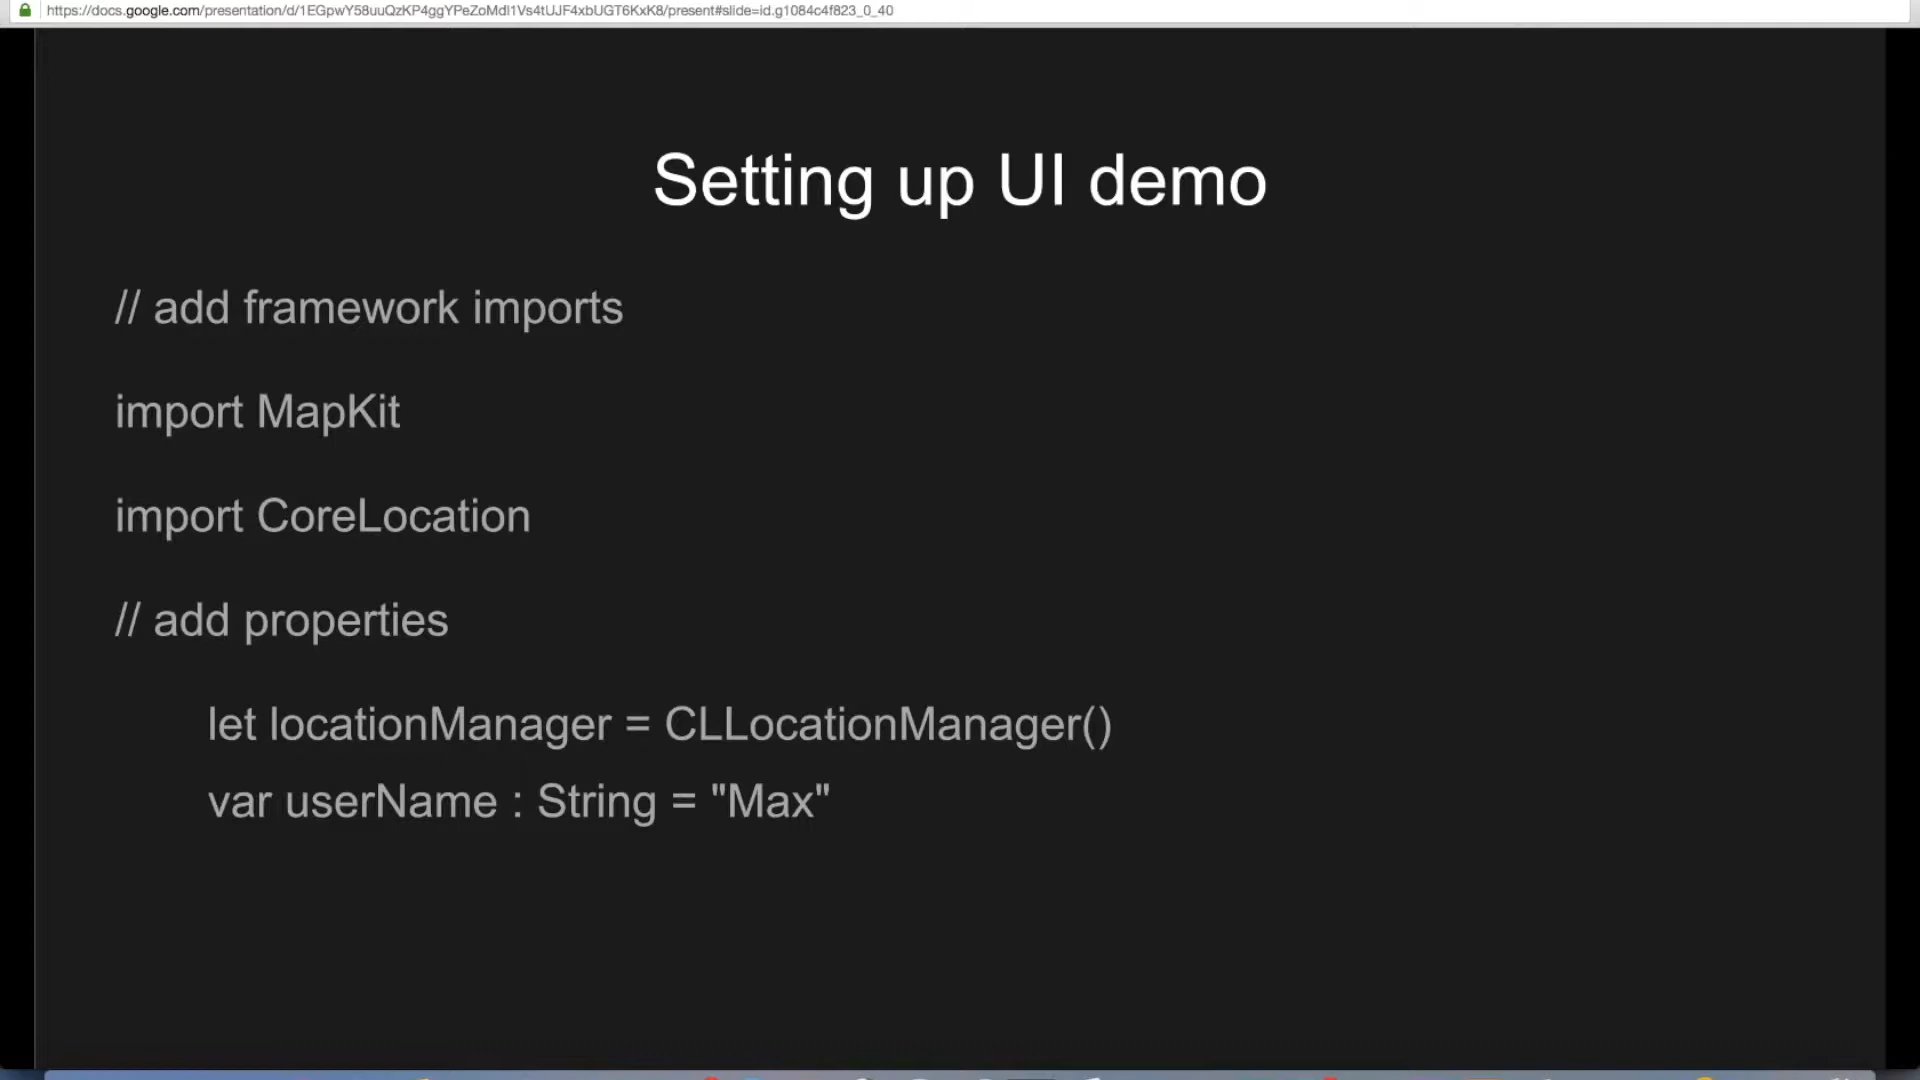 https://docs.google.com/presentation/d/1EGpwY58uuQzKP4ggYPeZoMdl1Vs4tUJF4xbUGT6KxK8/present#slide=id.g1084c4f823_0_40
Setting up UI demo
// add framework imports
import MapKit
import CoreLocation
// add properties
let locationManager = CLLocationManager()
var userName : String = "Max"